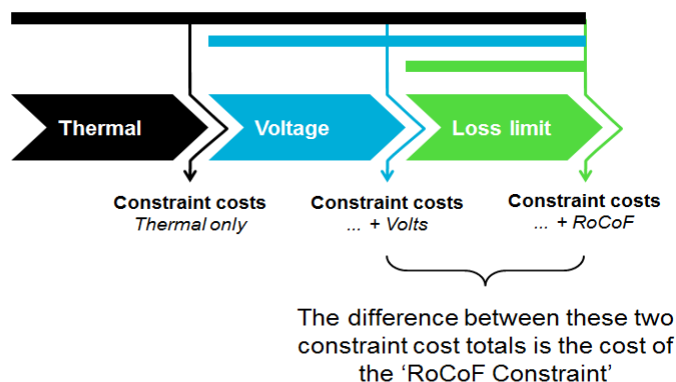 Thermal
Voltage
Loss limit
Constraint costs
Thermal only
Constraint costs
... + Volts
Constraint costs
... + RoCoF
The difference between these two
constraint cost totals is the cost of
the ‘RoCoF Constraint’